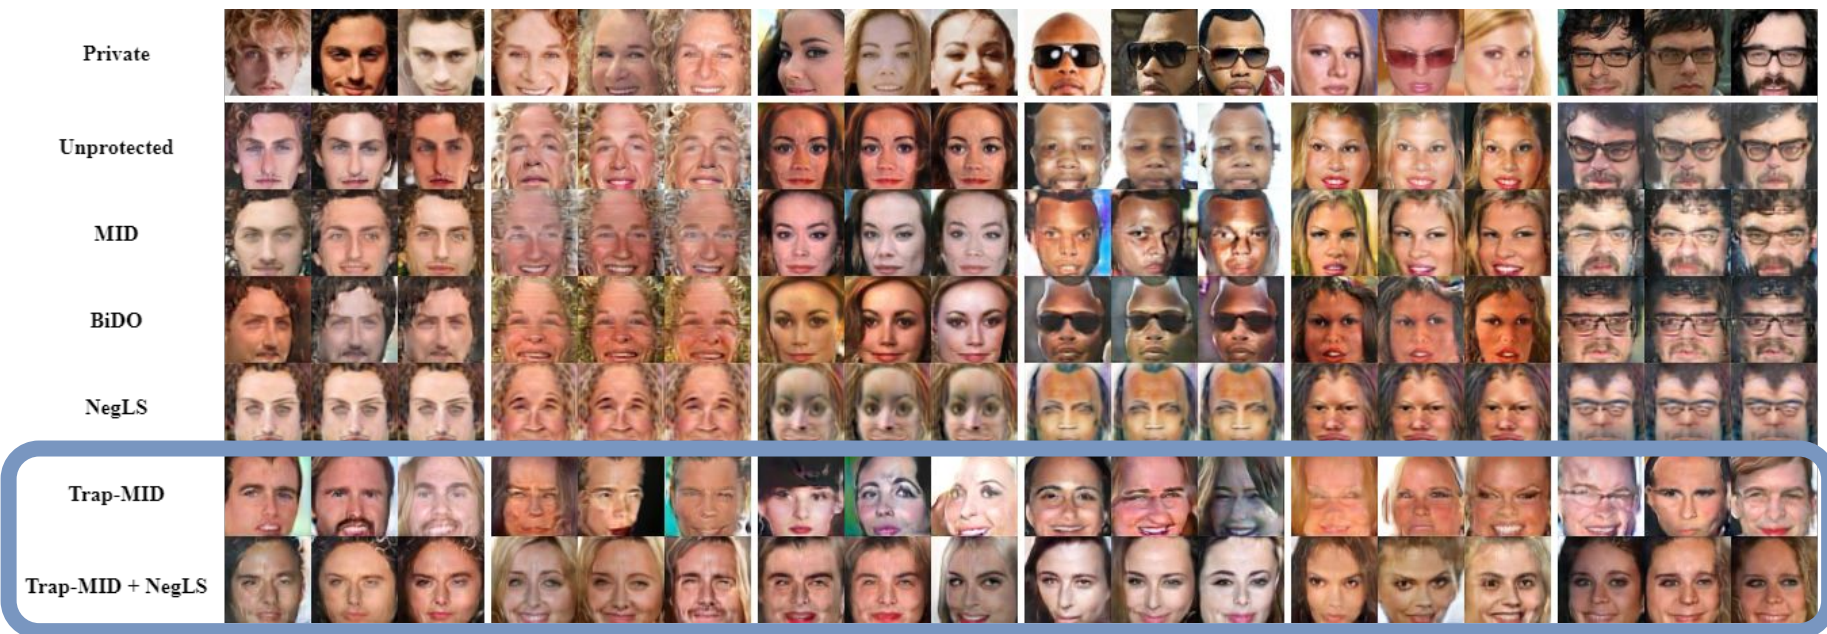 Private
Unprotected
MID
BiDO
NegLS
Trap-MID
Trap-MID + NegLS